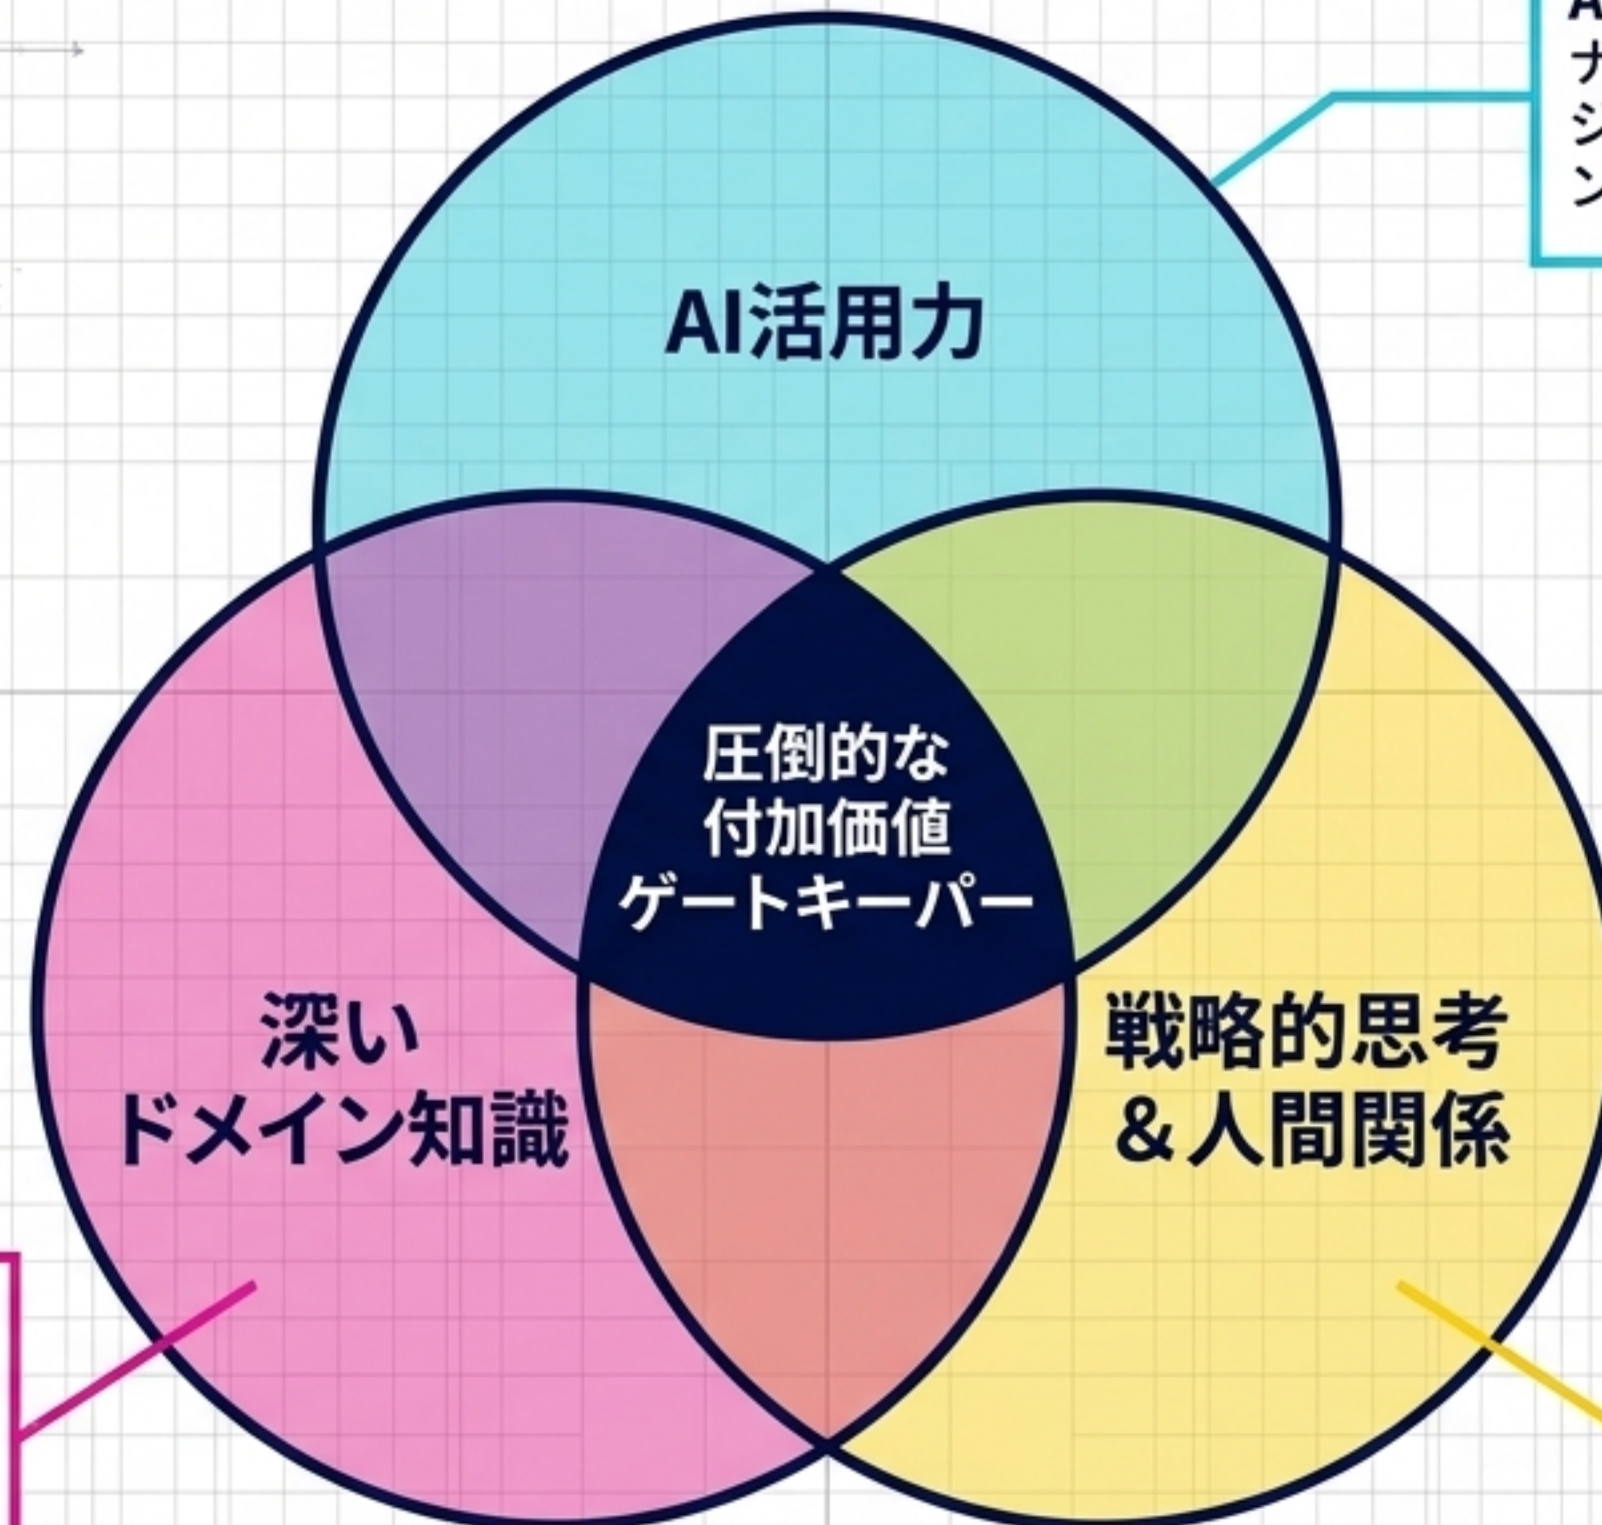 AI活用力
圧倒的な
付加価値
ゲートキーパー
深い
ドメイン知識
戦略的思考
＆人間関係